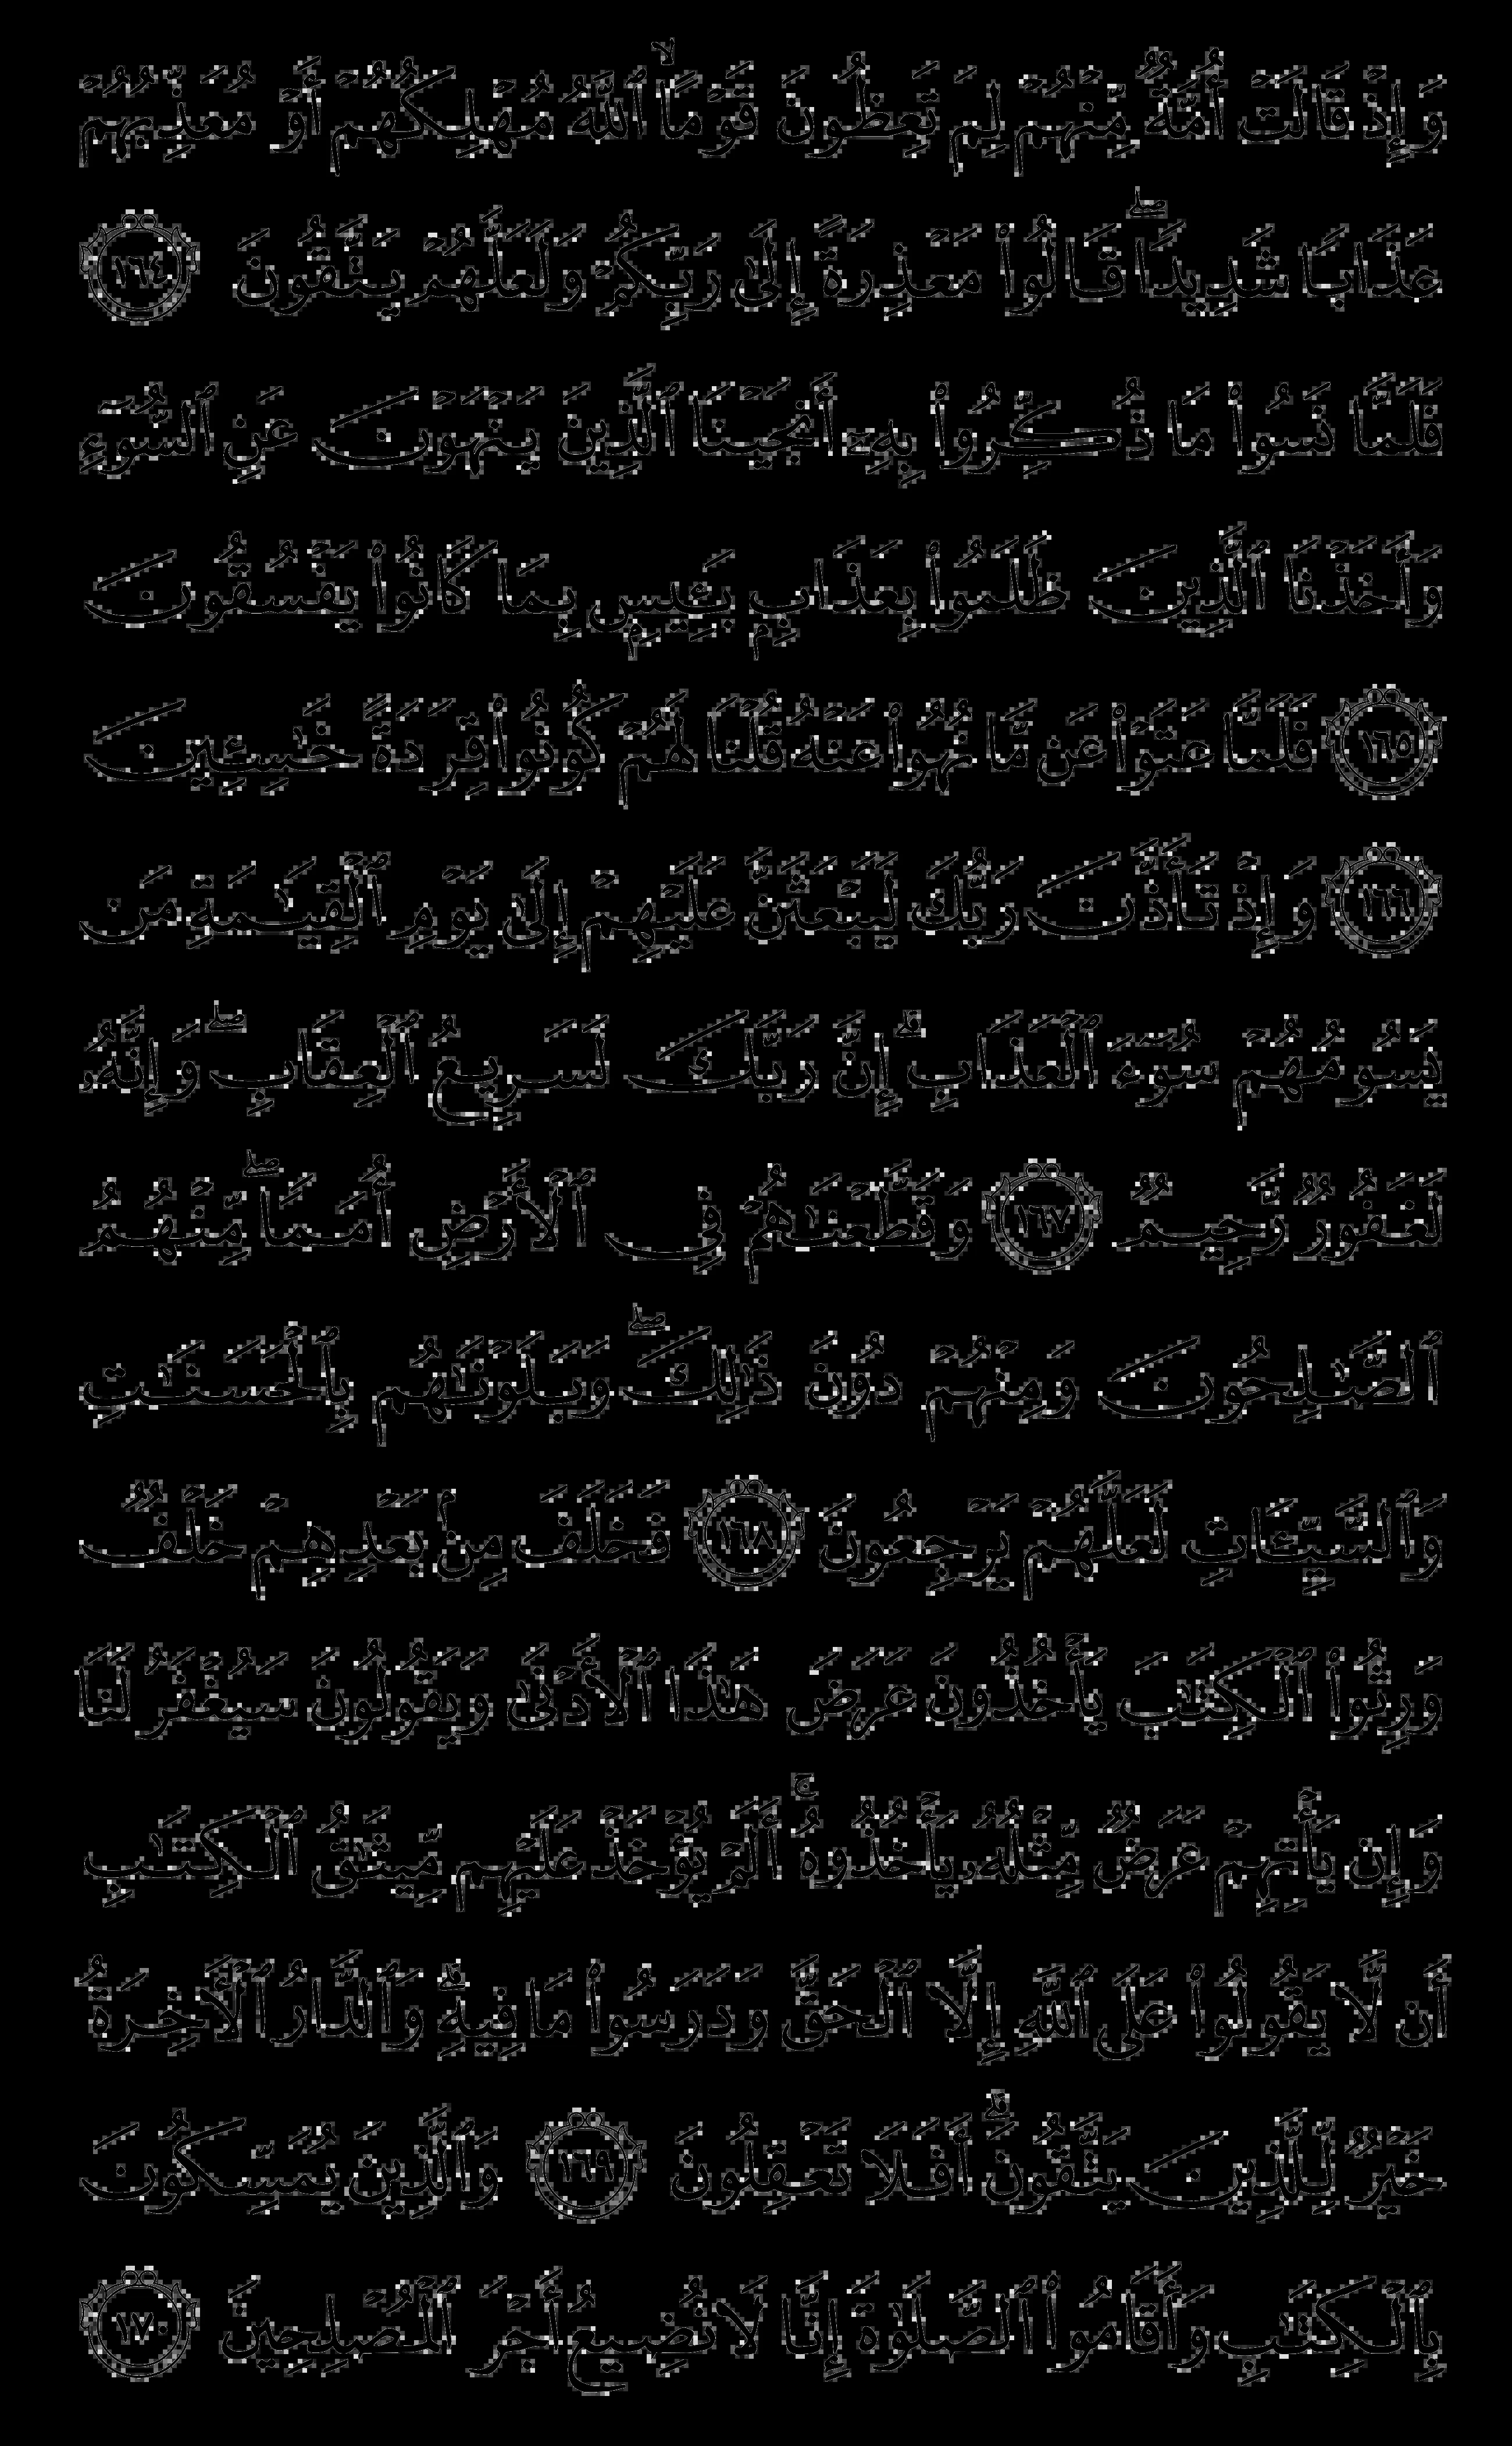 وَإِذۡ قَالَتۡ أُمَّةٞ مِّنۡهُمۡ لِمَ تَعِظُونَ قَوۡمًا ٱللَّهُ مُهۡلِكُهُمۡ أَوۡ مُعَذِّبُهُمۡ
عَذَابٗا شَدِيدٗاۖ قَالُواْ مَعۡذِرَةً إِلَىٰ رَبِّكُمۡ وَلَعَلَّهُمۡ يَتَّقُونَ ١٦٤
فَلَمَّا نَسُواْ مَا ذُكِّرُواْ بِهِۦٓ أَنجَيۡنَا ٱلَّذِينَ يَنۡهَوۡنَ عَنِ ٱلسُّوٓءِ
وَأَخَذۡنَا ٱلَّذِينَ ظَلَمُواْ بِعَذَابِۭ بَـِٔيسِۭ بِمَا كَانُواْ يَفۡسُقُونَ
١٦٥ فَلَمَّا عَتَوۡاْ عَن مَّا نُهُواْ عَنۡهُ قُلۡنَا لَهُمۡ كُونُواْ قِرَدَةً خَٰسِـِٔينَ
١٦٦ وَإِذۡ تَأَذَّنَ رَبُّكَ لَيَبۡعَثَنَّ عَلَيۡهِمۡ إِلَىٰ يَوۡمِ ٱلۡقِيَٰمَةِ مَن
يَسُومُهُمۡ سُوٓءَ ٱلۡعَذَابِۗ إِنَّ رَبَّكَ لَسَرِيعُ ٱلۡعِقَابِۖ وَإِنَّهُۥ
لَغَفُورٞ رَّحِيمٞ ١٦٧ وَقَطَّعۡنَٰهُمۡ فِي ٱلۡأَرۡضِ أُمَمٗاۖ مِّنۡهُمُ
ٱلصَّٰلِحُونَ وَمِنۡهُمۡ دُونَ ذَٰلِكَۖ وَبَلَوۡنَٰهُم بِٱلۡحَسَنَٰتِ
وَٱلسَّيِّـَٔاتِ لَعَلَّهُمۡ يَرۡجِعُونَ ١٦٨ فَخَلَفَ مِنۢ بَعۡدِهِمۡ خَلۡفٞ
وَرِثُواْ ٱلۡكِتَٰبَ يَأۡخُذُونَ عَرَضَ هَٰذَا ٱلۡأَدۡنَىٰ وَيَقُولُونَ سَيُغۡفَرُ لَنَا
وَإِن يَأۡتِهِمۡ عَرَضٞ مِّثۡلُهُۥ يَأۡخُذُوهُۚ أَلَمۡ يُؤۡخَذۡ عَلَيۡهِم مِّيثَٰقُ ٱلۡكِتَٰبِ
أَن لَّا يَقُولُواْ عَلَى ٱللَّهِ إِلَّا ٱلۡحَقَّ وَدَرَسُواْ مَا فِيهِۗ وَٱلدَّارُ ٱلۡأٓخِرَةُ
خَيۡرٞ لِّلَّذِينَ يَتَّقُونَۚ أَفَلَا تَعۡقِلُونَ ١٦٩ وَٱلَّذِينَ يُمَسِّكُونَ
بِٱلۡكِتَٰبِ وَأَقَامُواْ ٱلصَّلَوٰةَ إِنَّا لَا نُضِيعُ أَجۡرَ ٱلۡمُصۡلِحِينَ ١٧٠